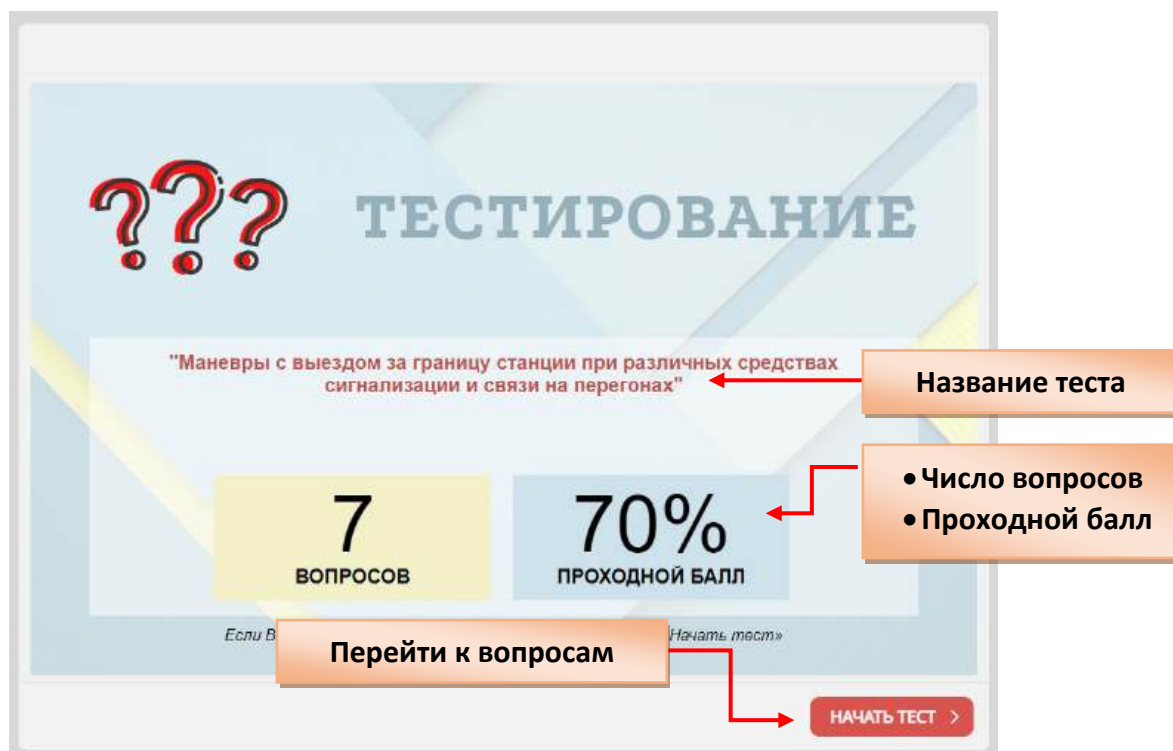 ???
ТЕСТИРОВАНИЕ
"Маневры с выездом за границу станции при различных средствах
сигнализации и связи на перегонах"
Название теста
7
ВОПРОСОВ
70%
ПРОХОДНОЙ БАЛЛ
• Число вопросов
• Проходной балл
Если В
Начать тест»
Перейти к вопросам
НАЧАТЬ ТЕСТ >